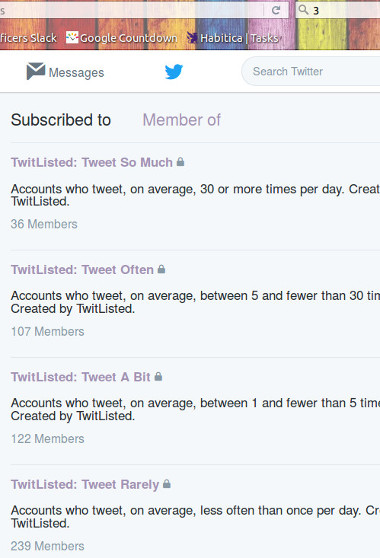 s
3
fficers Slack
Google Countdown
Habitica | Tasks
Messages
Search Twitter
Subscribed to
Member of
TwitListed: Tweet So Much
Accounts who tweet, on average, 30 or more times per day. Creat
TwitListed.
36 Members
TwitListed: Tweet Often
Accounts who tweet, on average, between 5 and fewer than 30 tim
Created by TwitListed.
107 Members
TwitListed: Tweet A Bit
Accounts who tweet, on average, between 1 and fewer than 5 time
Created by TwitListed.
122 Members
TwitListed: Tweet Rarely
Accounts who tweet, on average, less often than once per day. Cr
TwitListed.
239 Members